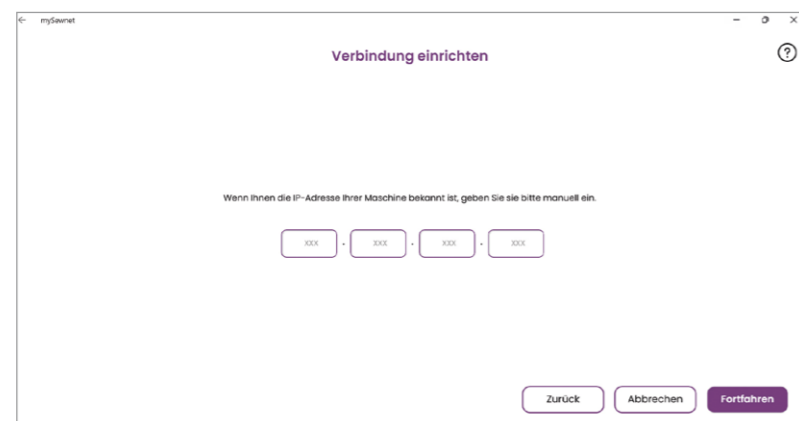 mySewnet
Verbindung einrichten
?
Wenn Ihnen die IP-Adresse Ihrer Maschine bekannt ist, geben Sie sie bitte manuell ein.
xxx . xxx . xxx . xxx
Zurück Abbrechen Fortfahren